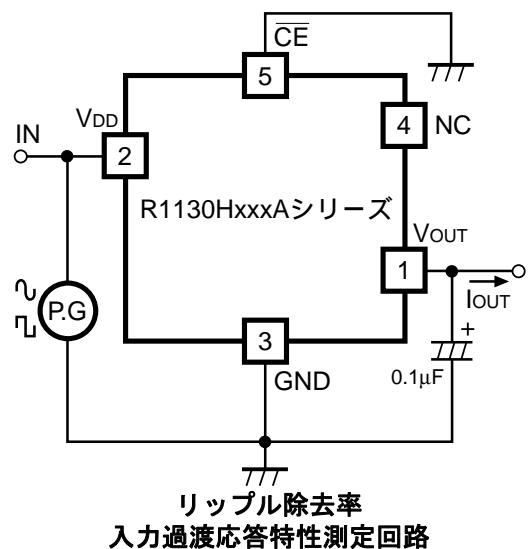 CE
5
VDD
IN
2
4
NC
R1130HxxxAシリーズ
VOUT
1
IOUT
P.G
3
GND
+
0.1µF
リップル除去率
入力過渡応答特性測定回路